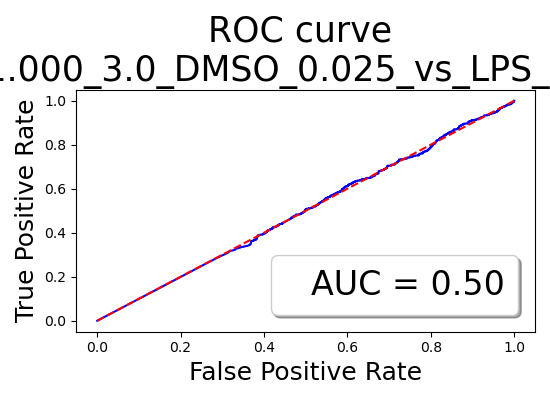 ROC curve
1.000_3.0_DMSO_0.025_vs_LPS_
True Positive Rate
1.0
0.8
0.6
0.4
0.2
0.0
AUC = 0.50
0.0 0.2 0.4 0.6 0.8 1.0
False Positive Rate